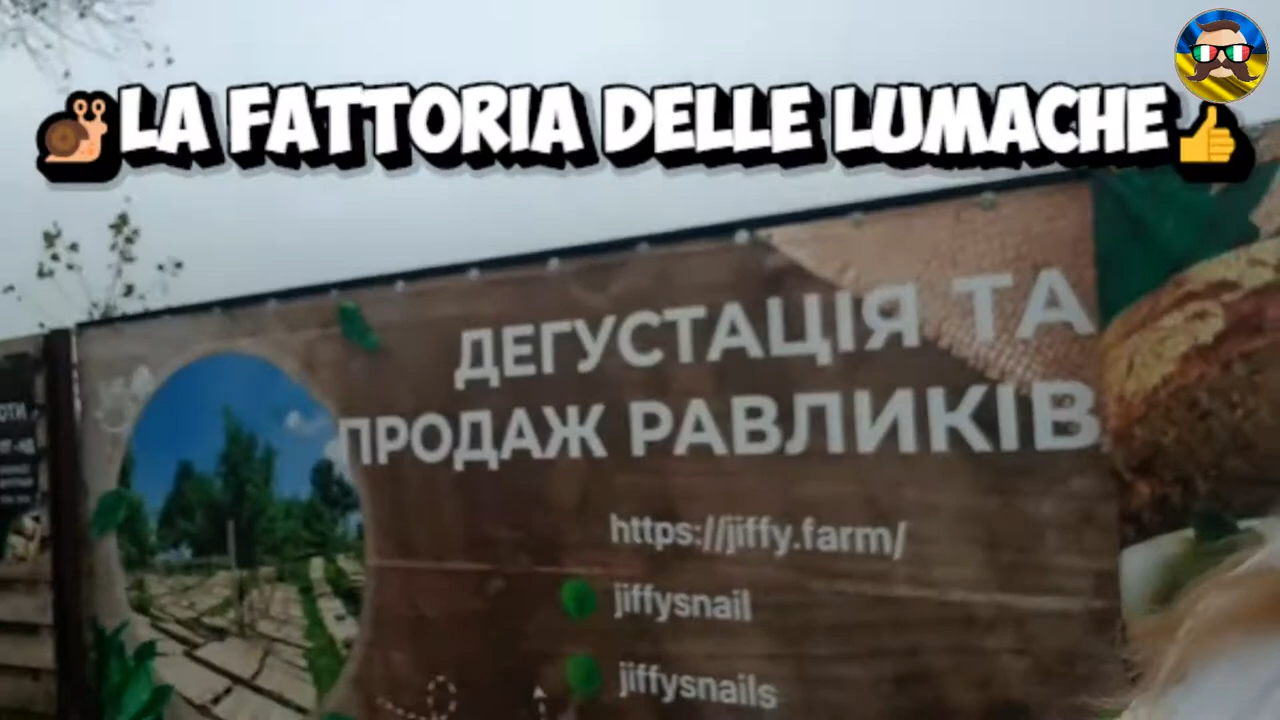 LA FATTORIA DELLE LUMACHE
ДЕГУСТАЦІЯ ТА
ПРОДАЖ РАВЛИКІВ
https://jiffy.farm/
jiffysnail
jiffysnails